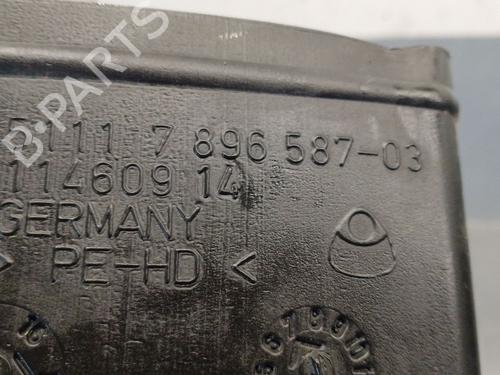 B-PARTS
5111 7 896 587-03
114609 14
GERMANY
> PE-HD <